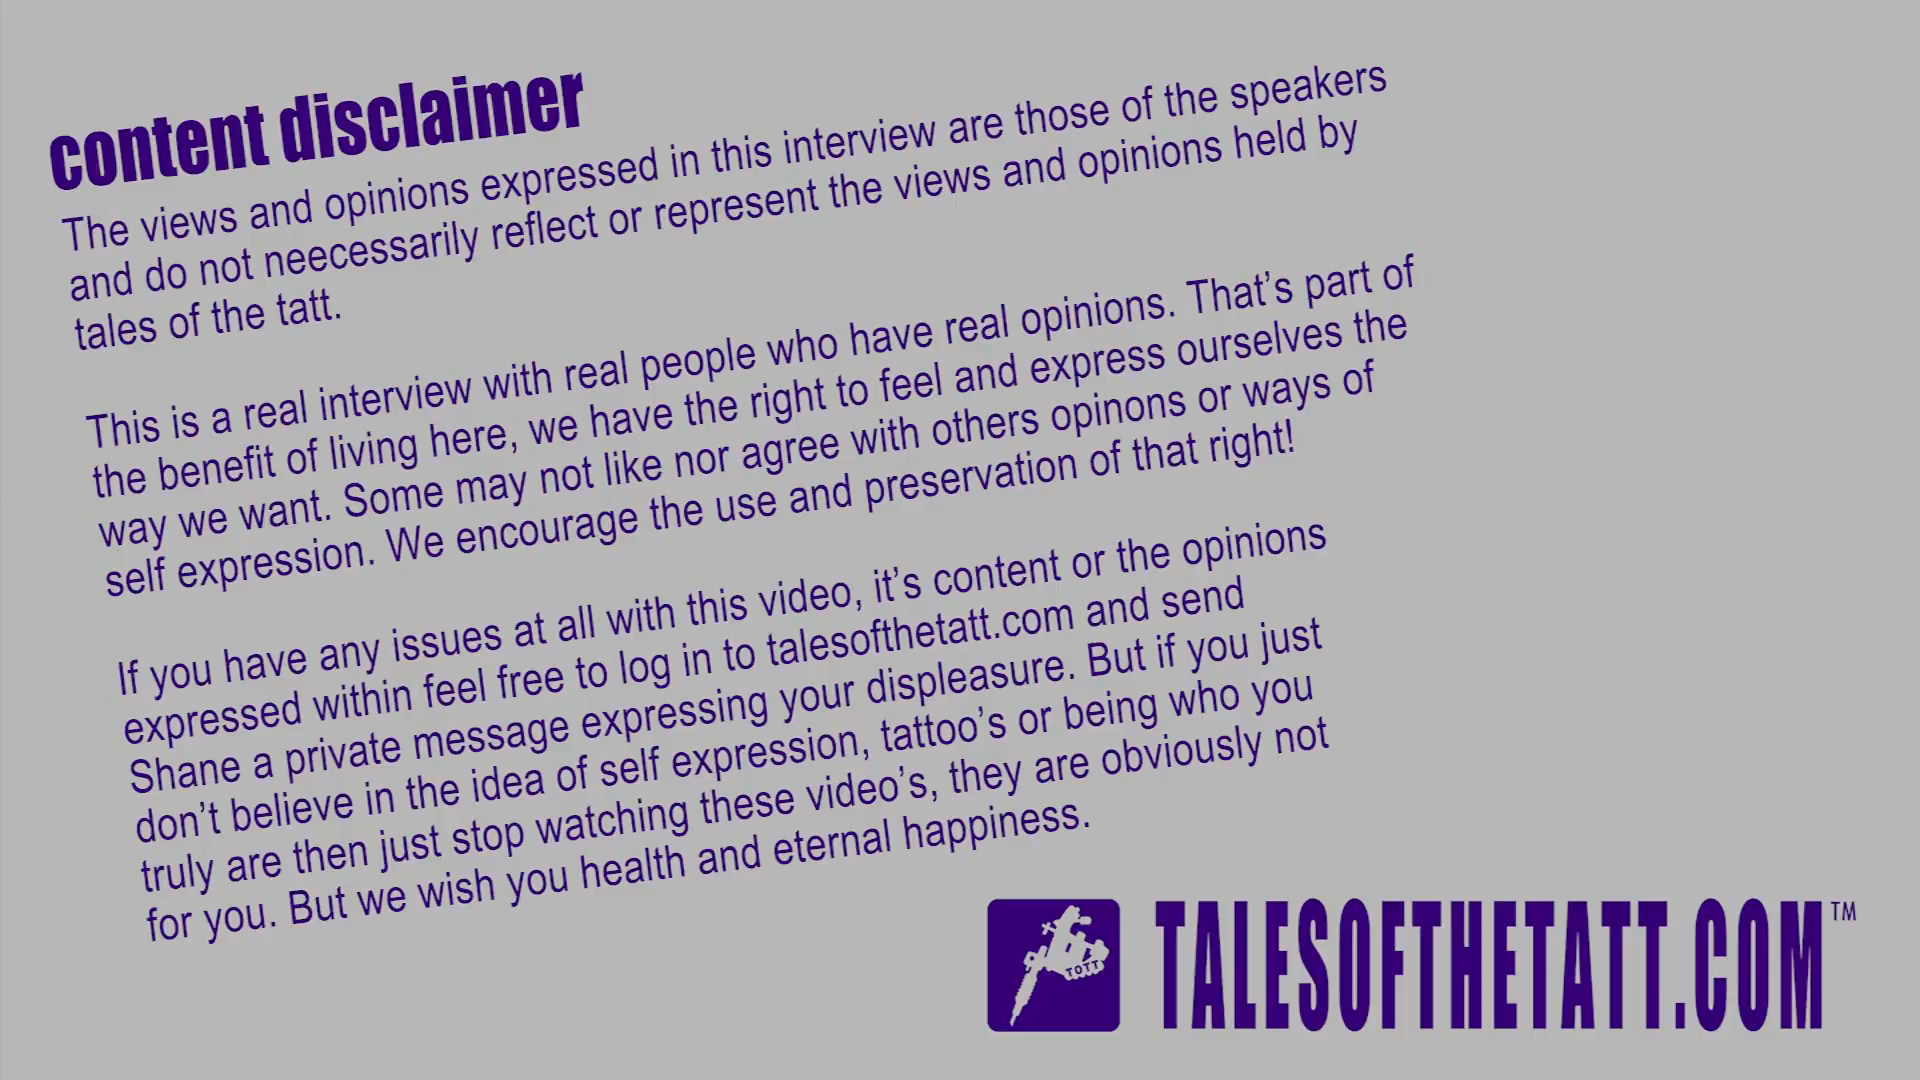 content disclaimer
The views and opinions expressed in this interview are those of the speakers
and do not neecessarily reflect or represent the views and opinions held by
tales of the tatt.
This is a real interview with real people who have real opinions. That’s part of
the benefit of living here, we have the right to feel and express ourselves the
way we want. Some may not like nor agree with others opinons or ways of
self expression. We encourage the use and preservation of that right!
If you have any issues at all with this video, it’s content or the opinions
expressed within feel free to log in to talesofthetatt.com and send
Shane a private message expressing your displeasure. But if you just
don’t believe in the idea of self expression, tattoo’s or being who you
truly are then just stop watching these video’s, they are obviously not
for you. But we wish you health and eternal happiness.
TOTT
TALESOFTHETATT.COM™